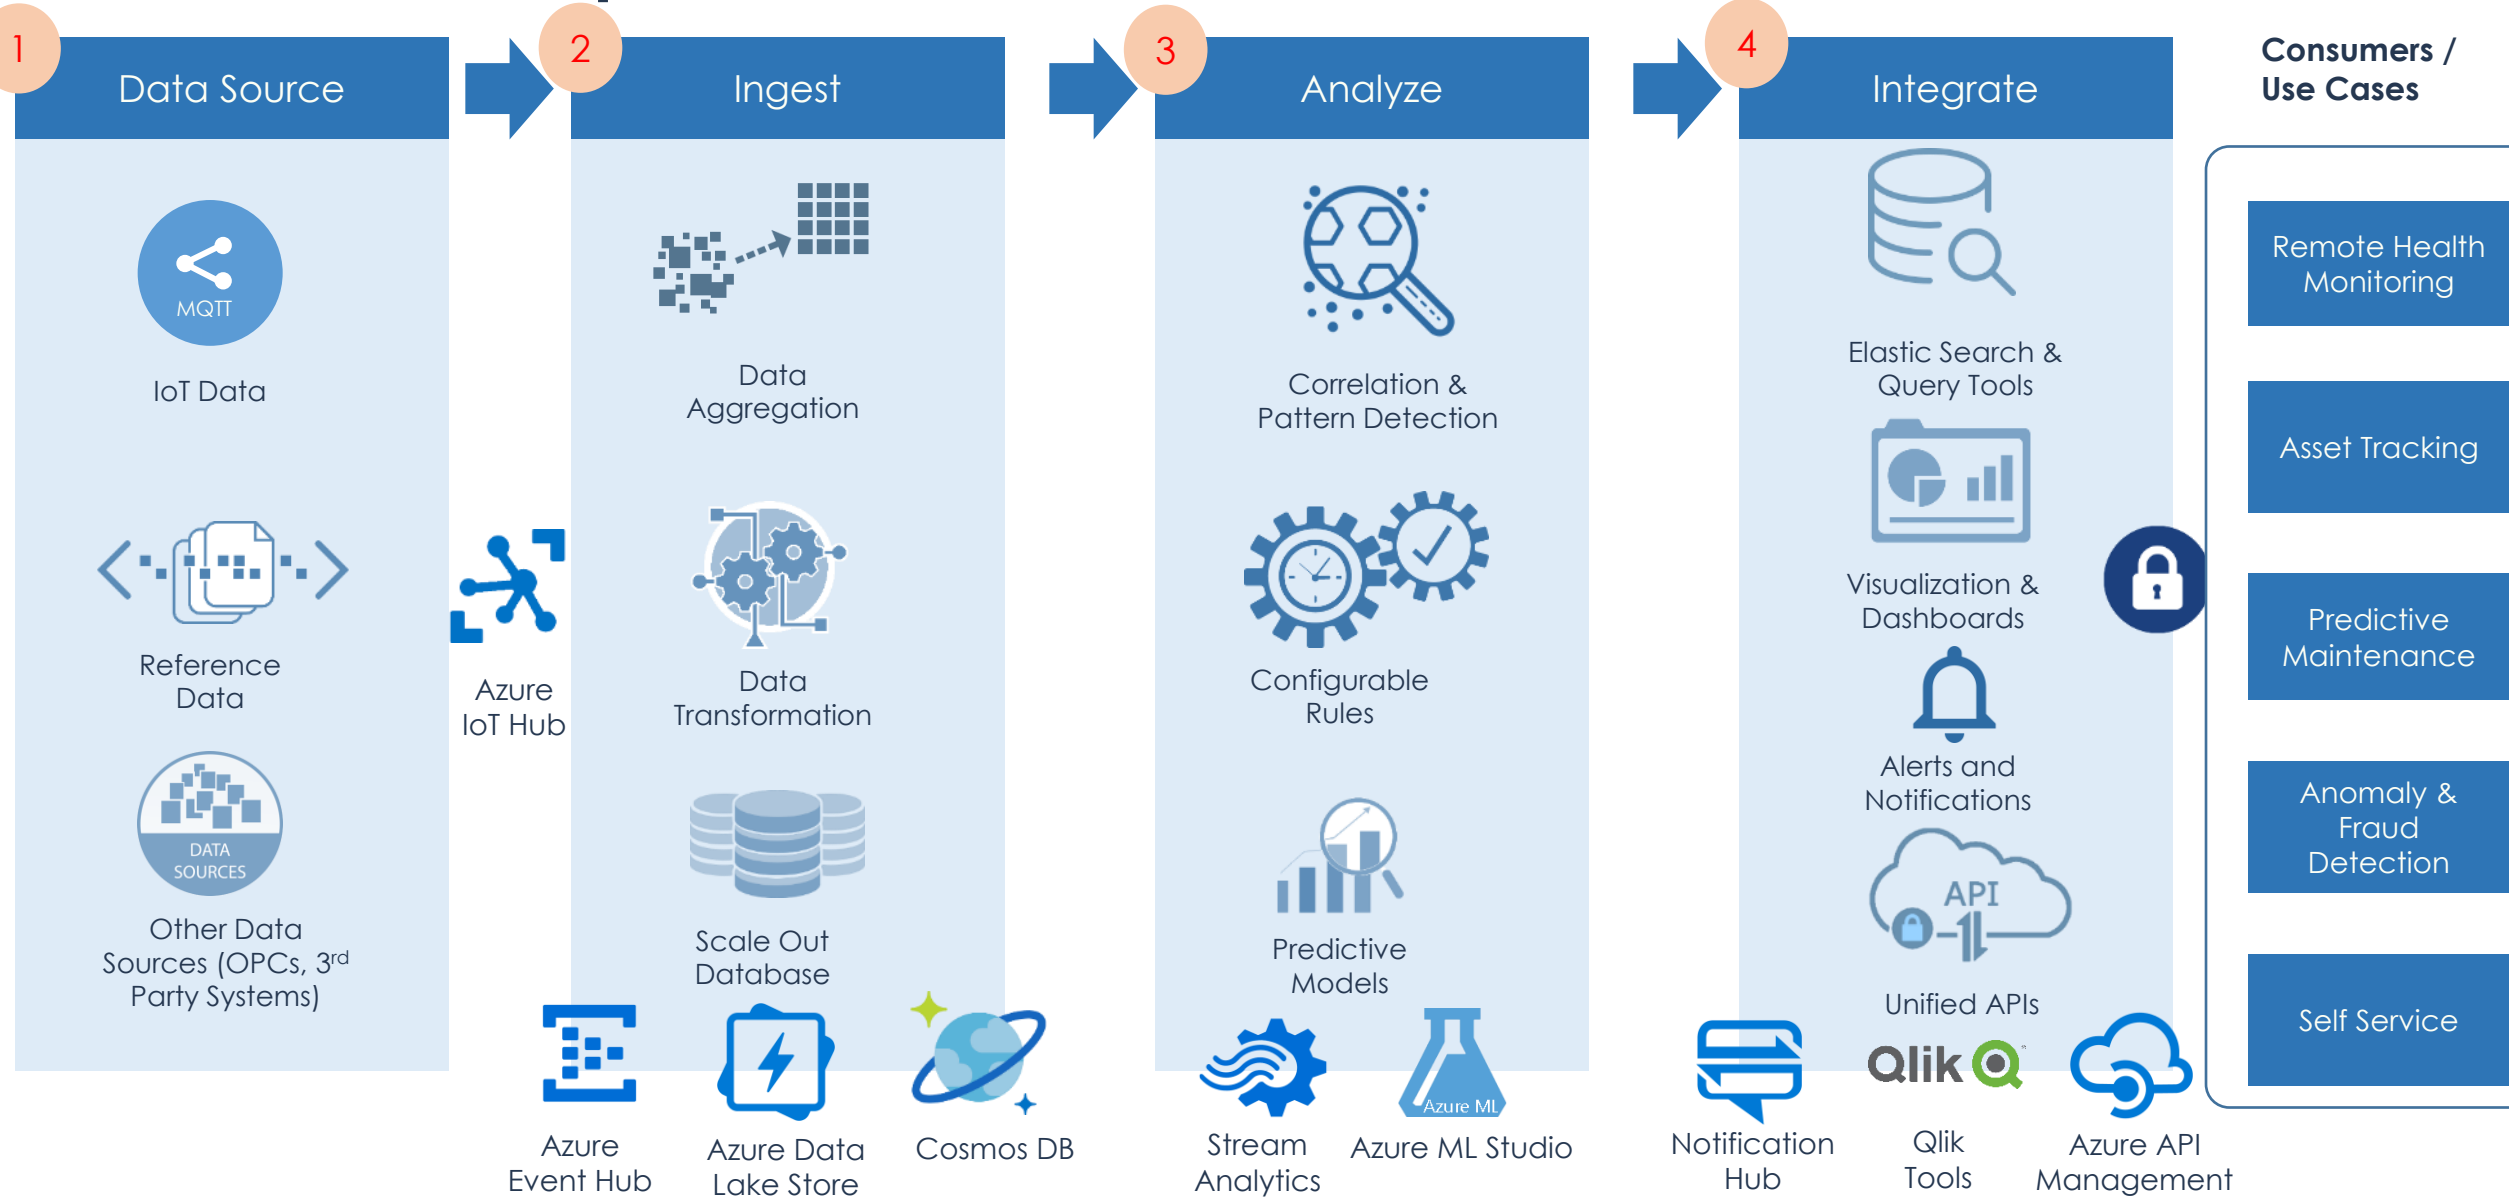 1
Data Source
MQTT
IoT Data
Reference
Data
DATA
SOURCES
Other Data
Sources (OPCs, 3rd
Party Systems)
Azure
IoT Hub
2
Ingest
Data
Aggregation
Data
Transformation
Scale Out
Database
Azure
Event Hub
Azure Data
Lake Store
Cosmos DB
3
Analyze
Correlation &
Pattern Detection
Configurable
Rules
Predictive
Models
Stream
Analytics
Azure ML
Azure ML Studio
4
Integrate
Elastic Search &
Query Tools
Visualization &
Dashboards
Alerts and
Notifications
API
Unified APIs
Notification
Hub
Qlik
Qlik
Tools
Azure API
Management
Consumers /
Use Cases
Remote Health
Monitoring
Asset Tracking
Predictive
Maintenance
Anomaly &
Fraud
Detection
Self Service